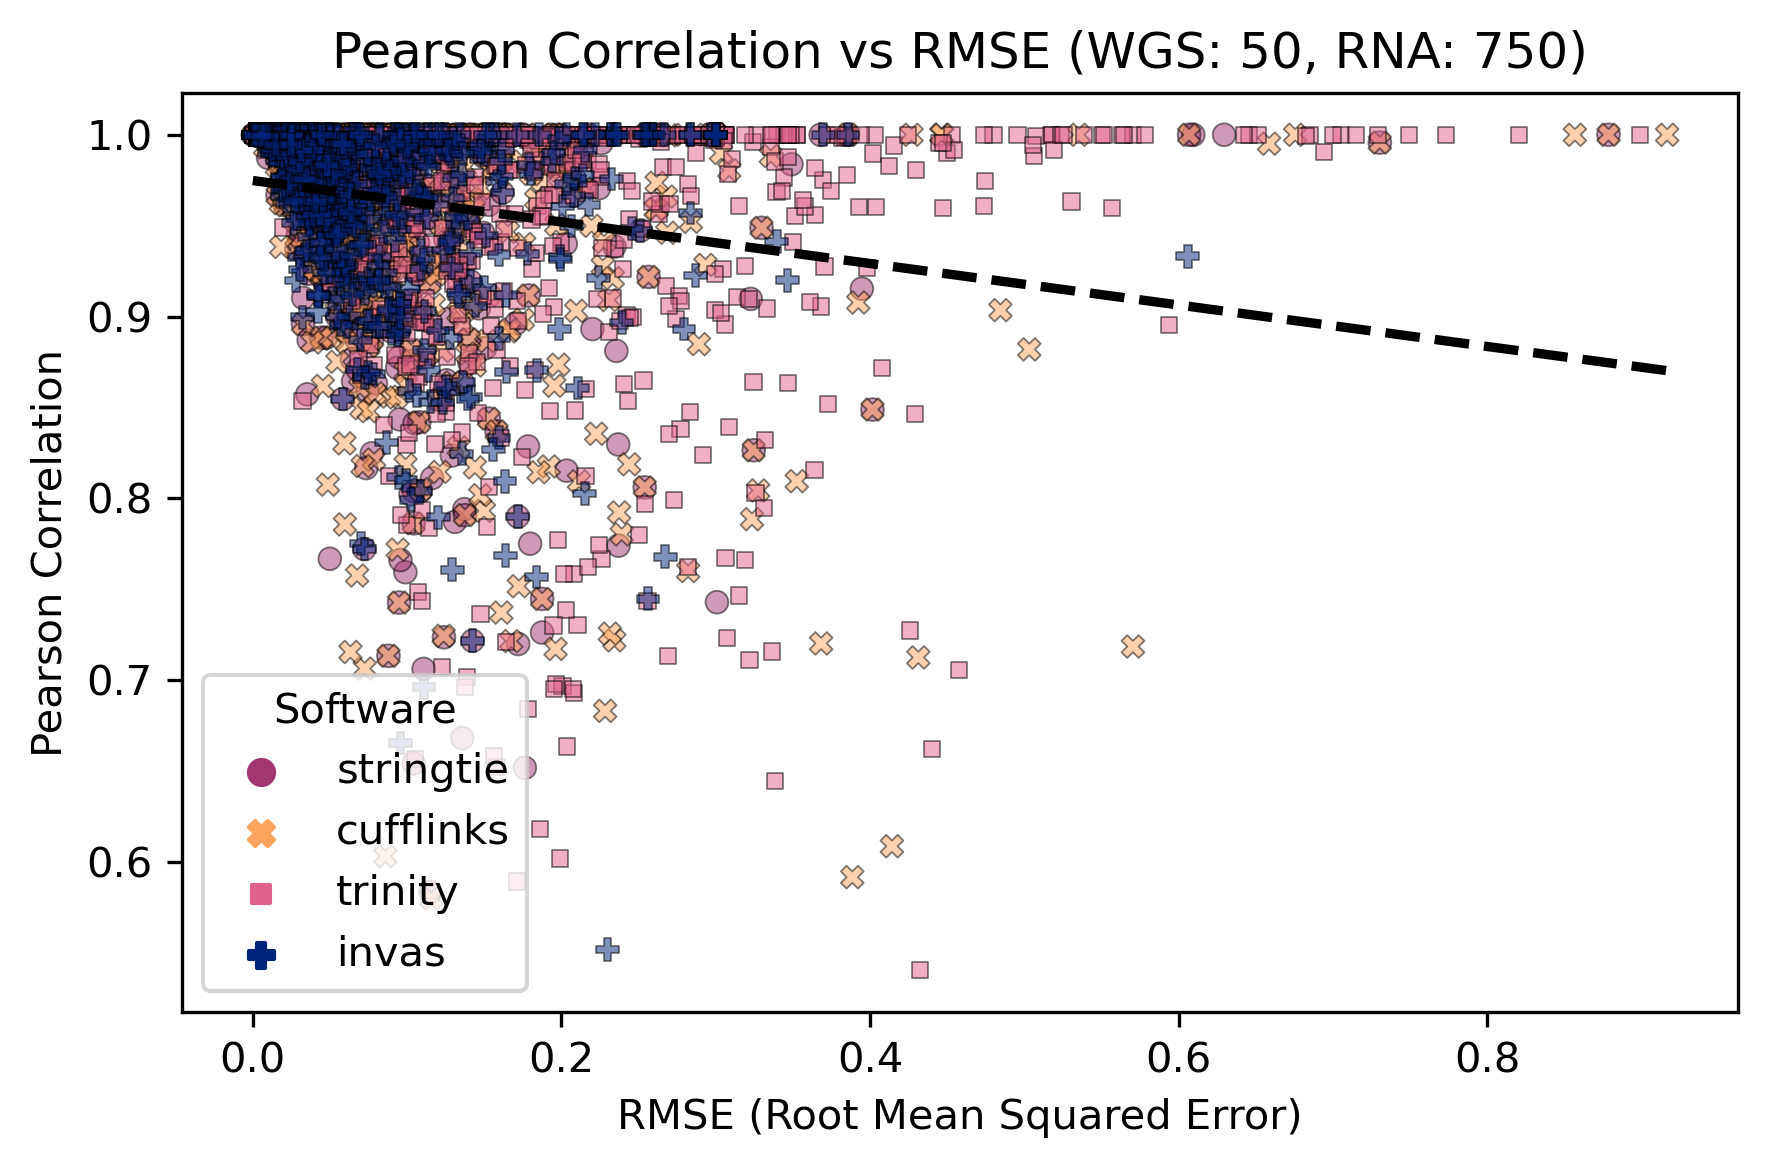 Pearson Correlation vs RMSE (WGS: 50, RNA: 750)
Pearson Correlation
1.0
0.9
0.8
0.7
0.6
Software
stringtie
cufflinks
trinity
invas
0.0
0.2
0.4
0.6
0.8
RMSE (Root Mean Squared Error)